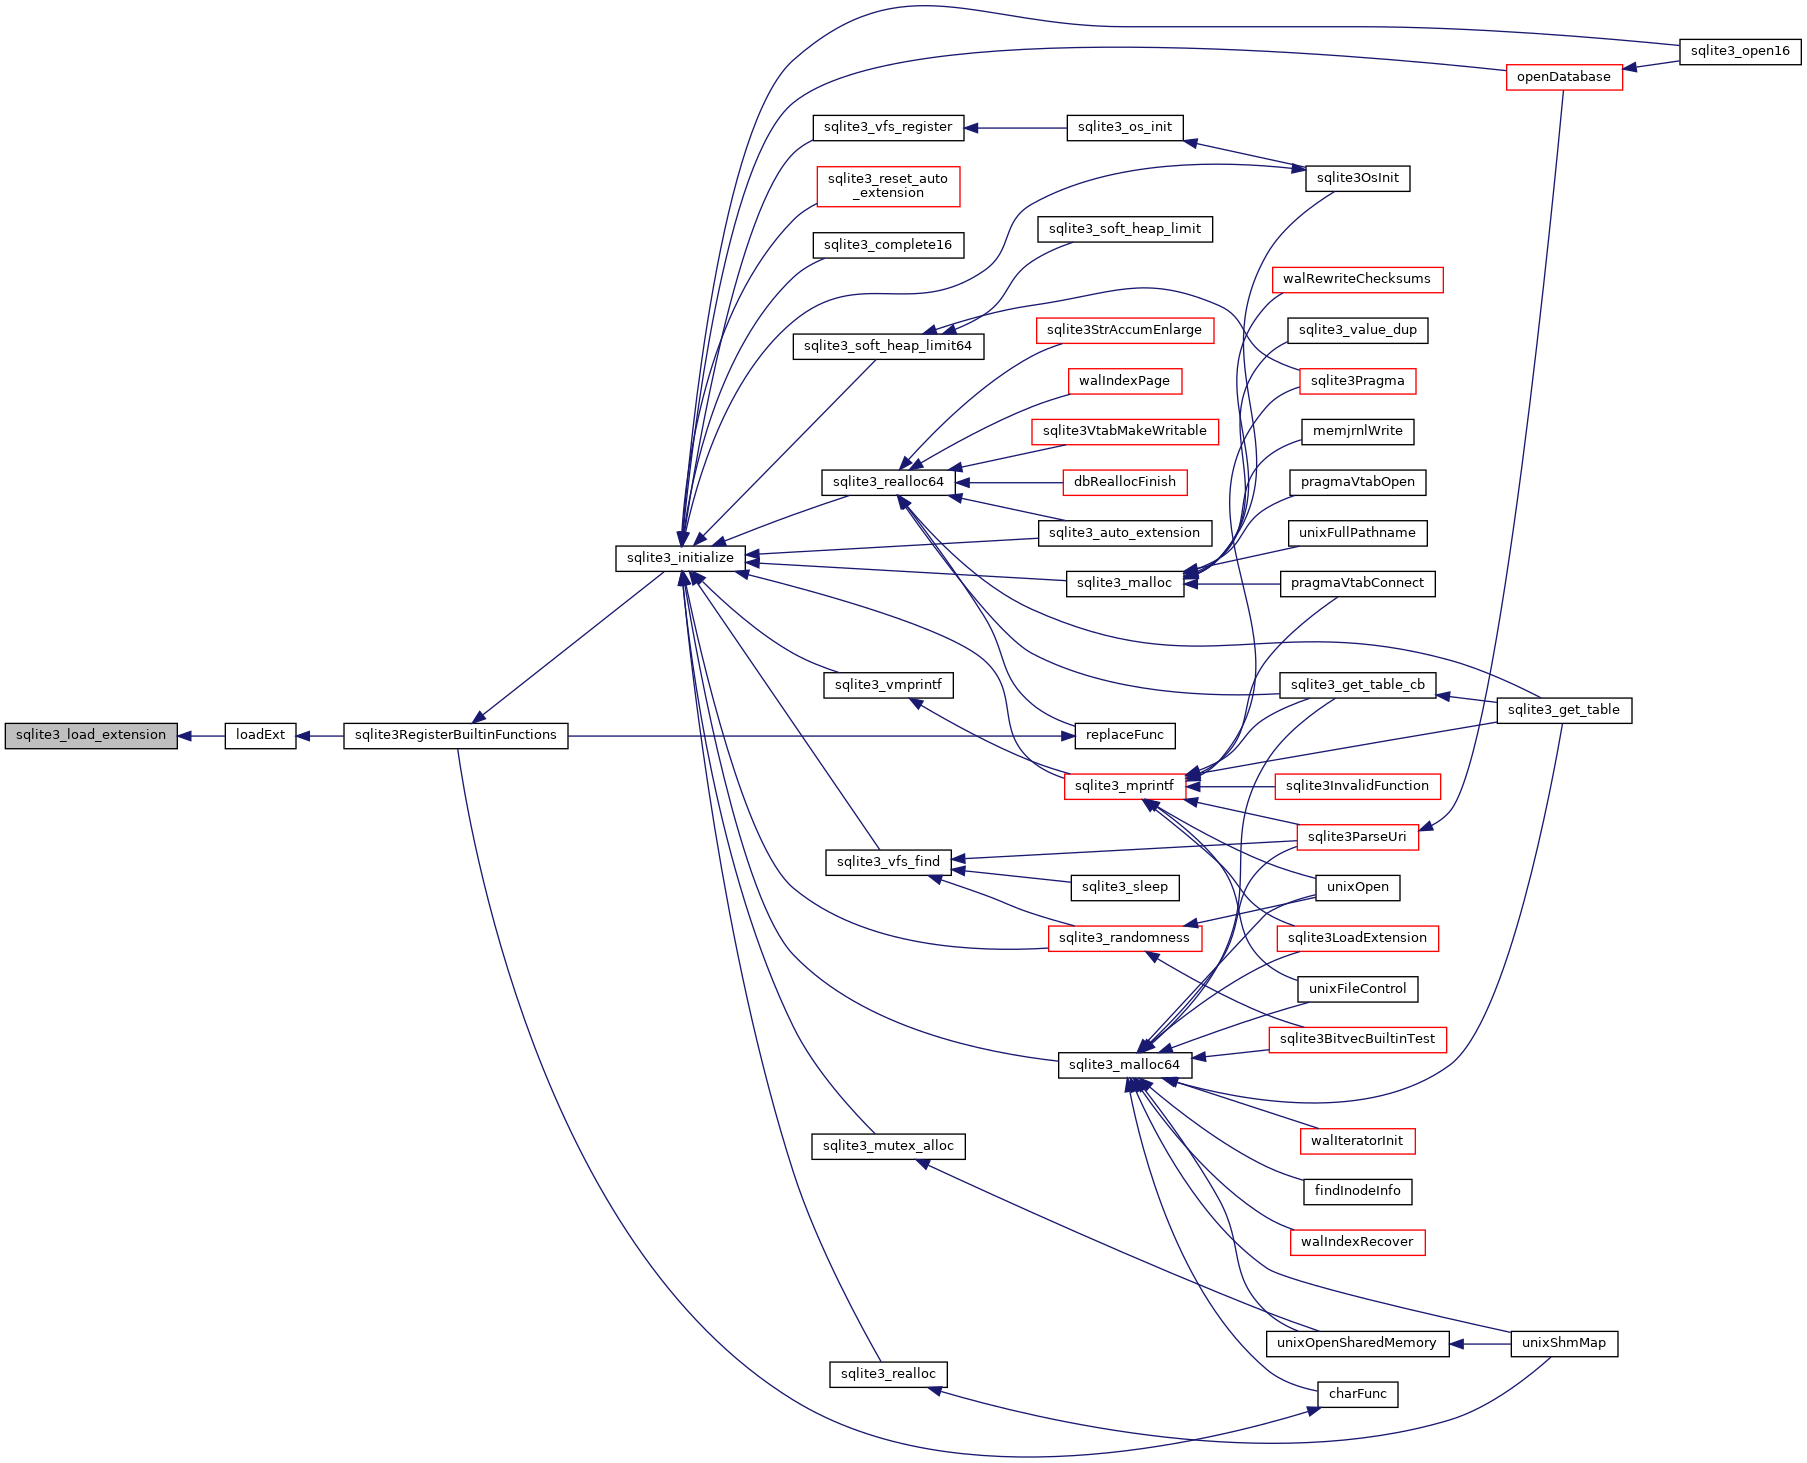 sqlite3_open16
openDatabase
sqlite3_vfs_register
sqlite3_os_init
sqlite3OsInit
sqlite3_reset_auto
_extension
sqlite3_soft_heap_limit
sqlite3_complete16
walRewriteChecksums
sqlite3StrAccumEnlarge
sqlite3_value_dup
sqlite3_soft_heap_limit64
walIndexPage
sqlite3Pragma
sqlite3VtabMakeWritable
memjrnlWrite
sqlite3_realloc64
dbReallocFinish
pragmaVtabOpen
sqlite3_auto_extension
unixFullPathname
sqlite3_initialize
sqlite3_malloc
pragmaVtabConnect
sqlite3_vmprintf
sqlite3_get_table_cb
sqlite3_get_table
sqlite3_load_extension
loadExt
sqlite3RegisterBuiltinFunctions
replaceFunc
sqlite3_mprintf
sqlite3InvalidFunction
sqlite3ParseUri
sqlite3_vfs_find
sqlite3_sleep
unixOpen
sqlite3_randomness
sqlite3LoadExtension
unixFileControl
sqlite3BitvecBuiltinTest
sqlite3_malloc64
walIteratorInit
sqlite3_mutex_alloc
findInodeInfo
walIndexRecover
unixOpenSharedMemory
unixShmMap
sqlite3_realloc
charFunc